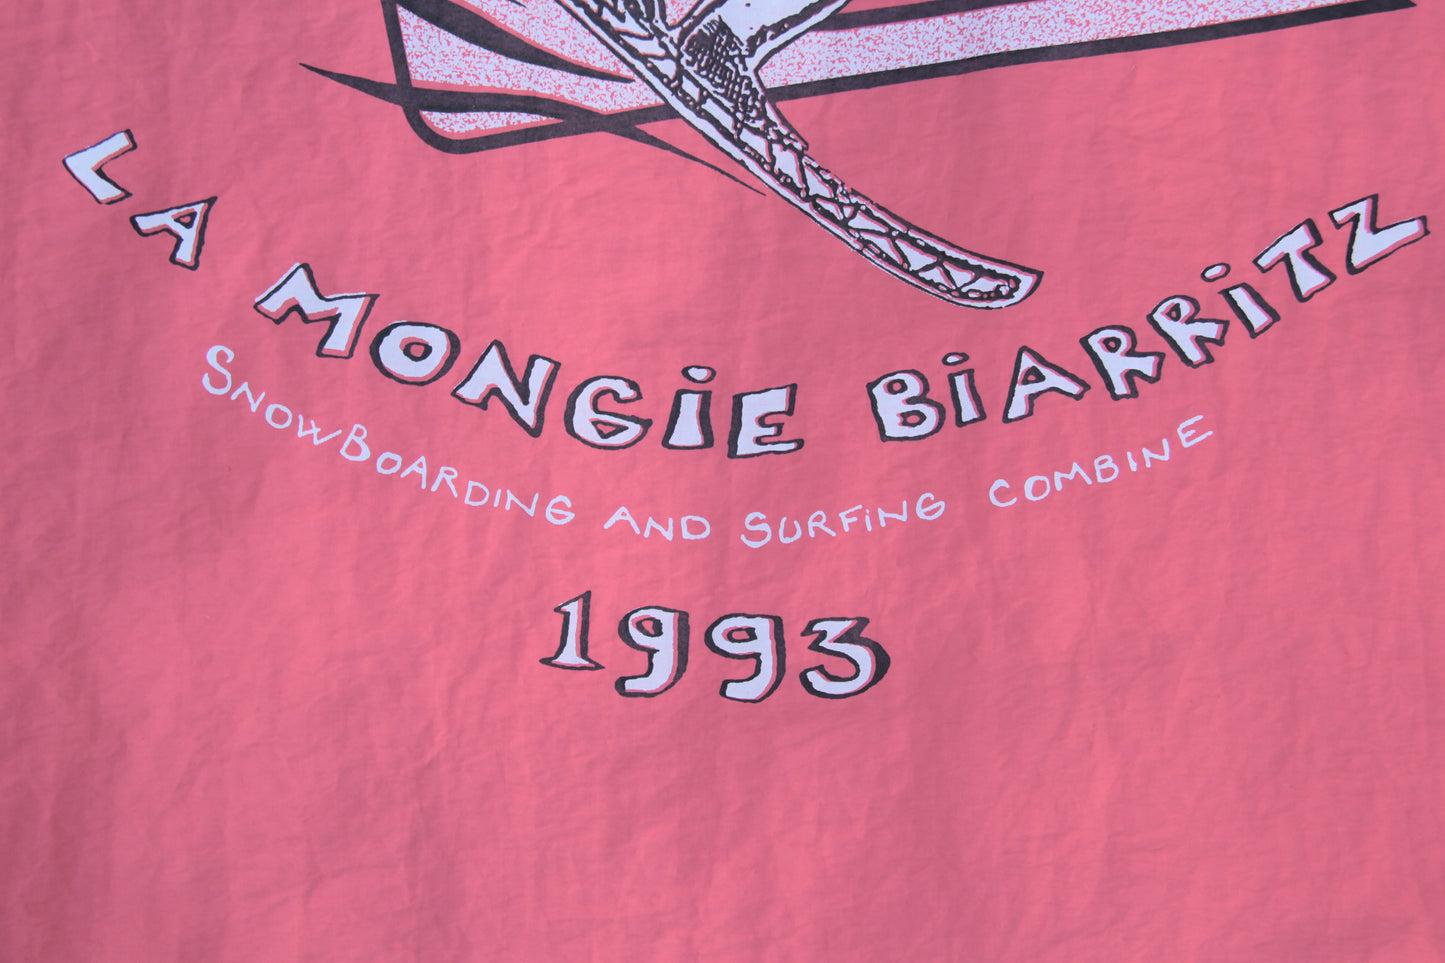 LA MONGiE BiARRiTZ
SNOWBOARDING AND SURFiNG COMBINE
1993